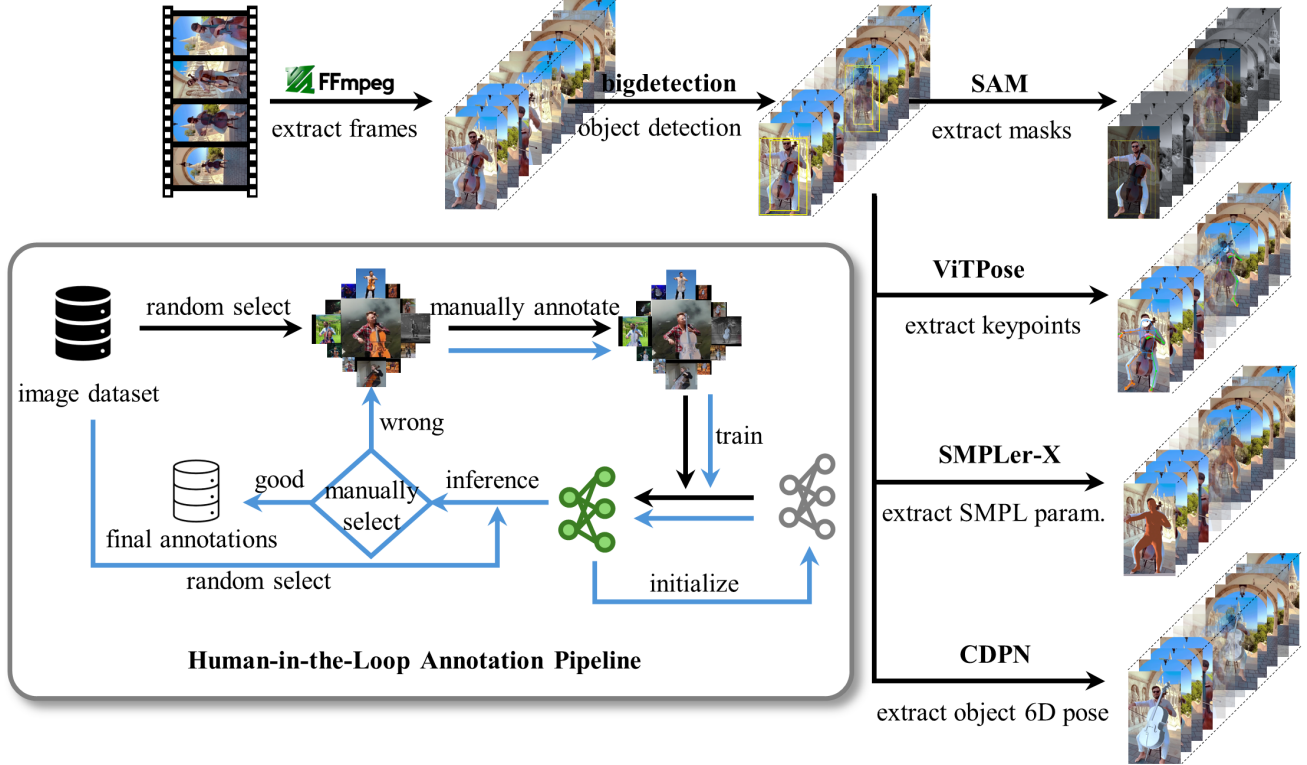 FFmpeg
extract frames
bigdetection
object detection
SAM
extract masks
ViTPose
extract keypoints
SMPLer-X
extract SMPL param.
CDPN
extract object 6D pose
random select
manually annotate
image dataset
wrong
train
good
manually
select
inference
final annotations
random select
initialize
Human-in-the-Loop Annotation Pipeline